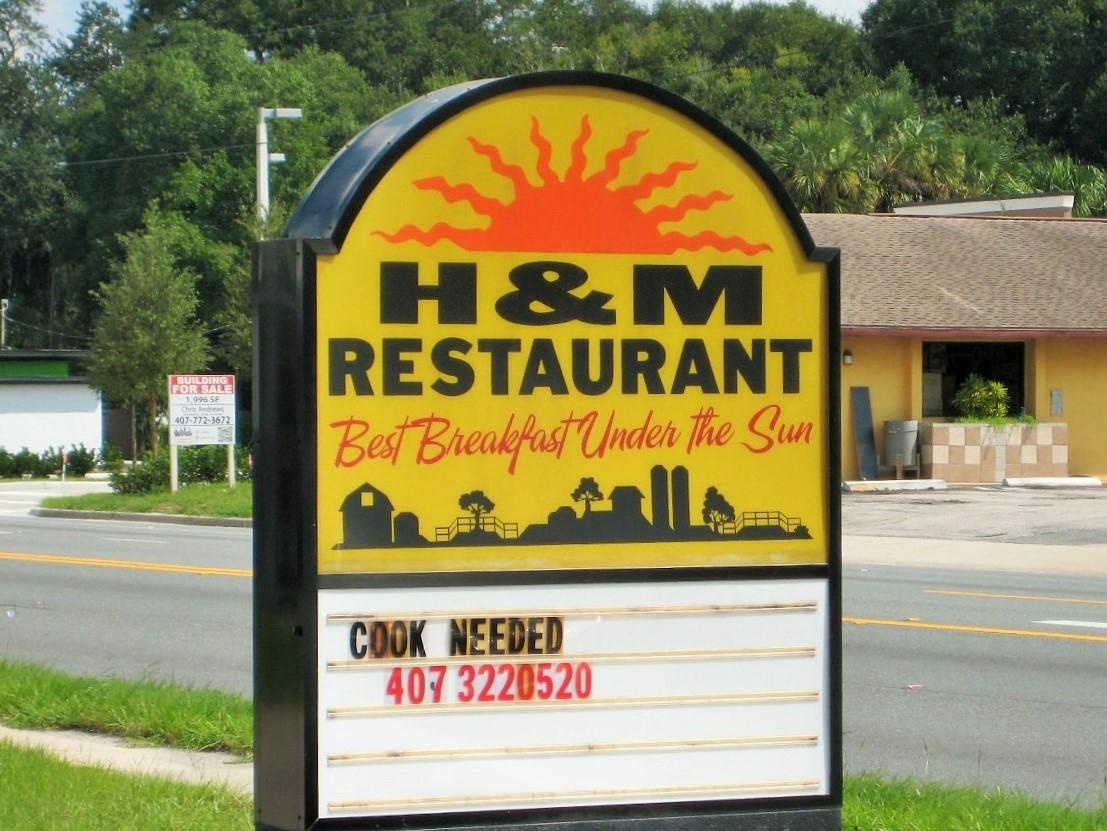 H&M
RESTAURANT
Best Breakfast Under the Sun
COOK NEEDED
407 3220520
BUILDING
FOR SALE
1,996 SF
Chris Andrews
407-772-3672